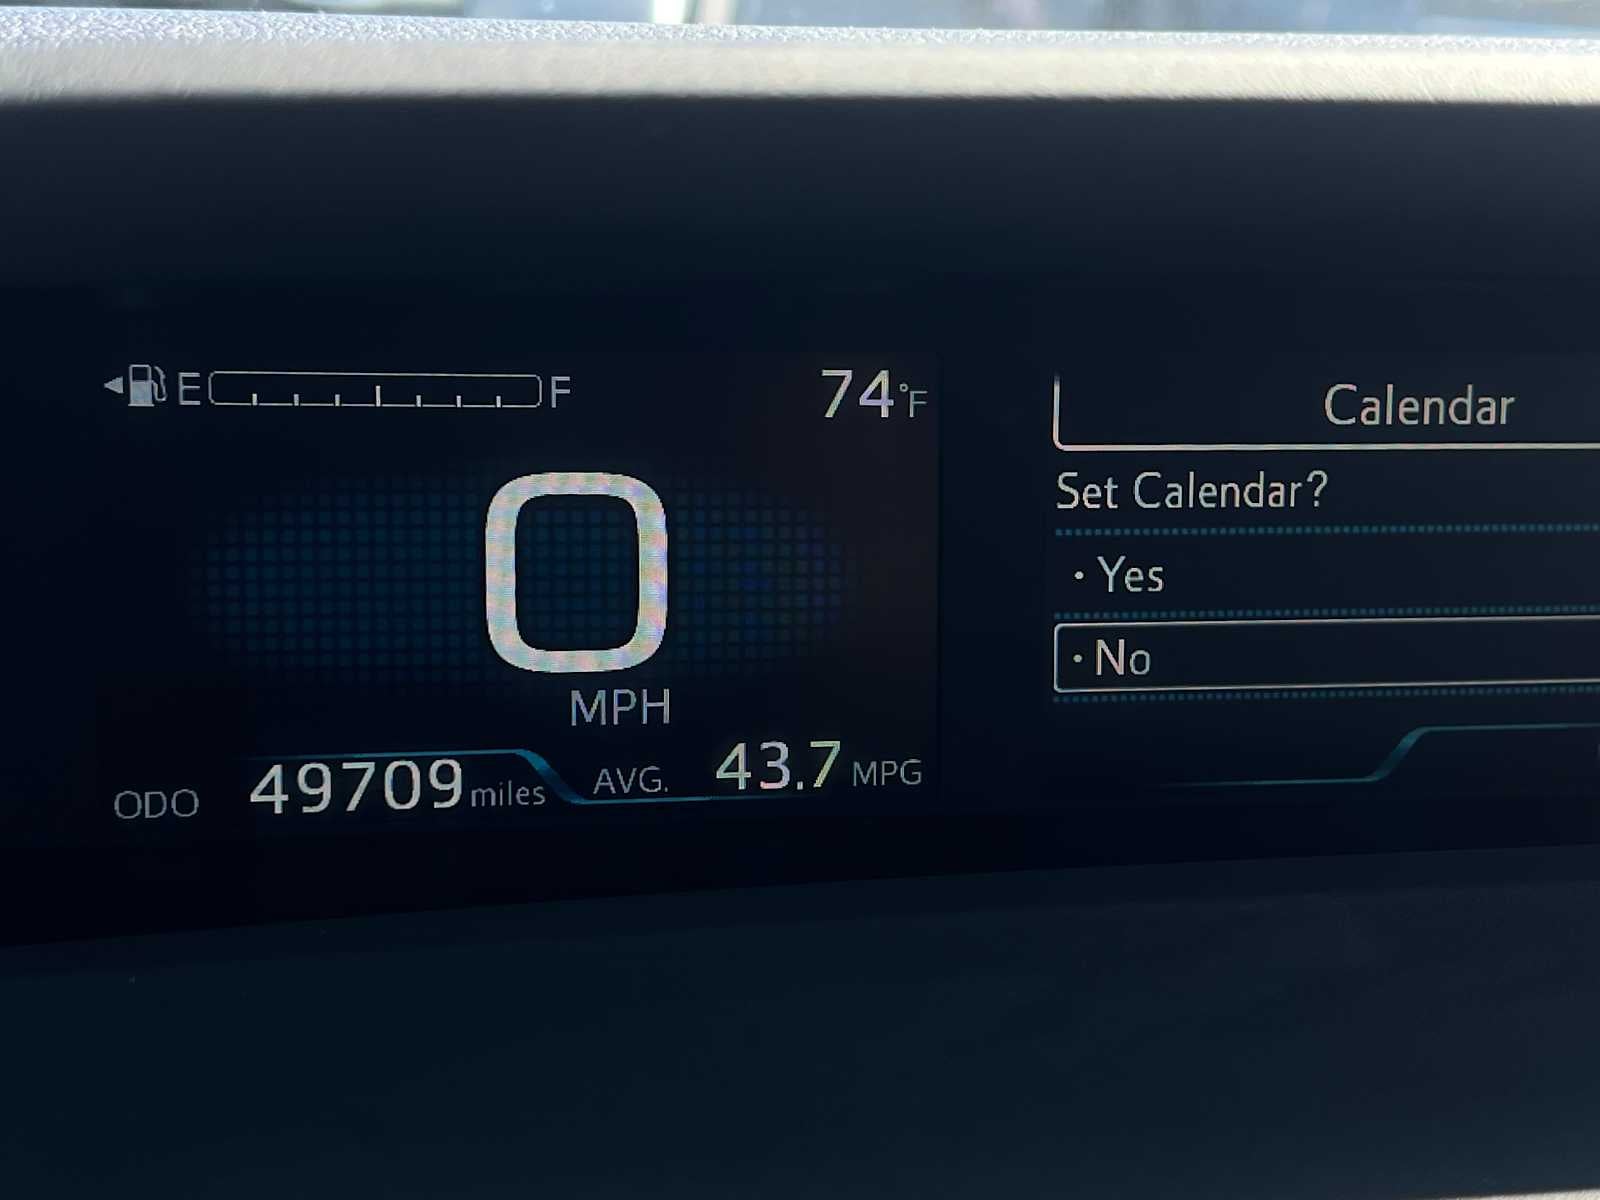 E F
74°F
0
MPH
ODO 49709 miles
AVG. 43.7 MPG
Calendar
Set Calendar?
· Yes
· No